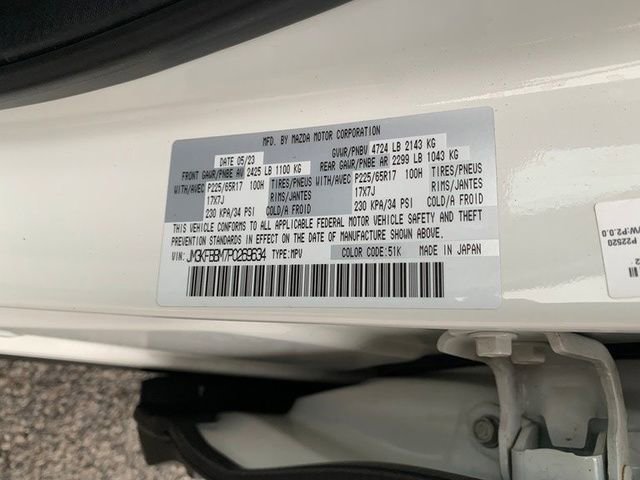 MFD. BY MAZDA MOTOR CORPORATION
DATE 05/23 GVWR/PNBV 4724 LB 2143 KG
FRONT GAWR/PNBE AV 2425 LB 1100 KG REAR GAWR/PNBE AR 2299 LB 1043 KG
WITH/AVEC P225/65R17 100H TIRES/PNEUS WITH/AVEC P225/65R17 100H TIRES/PNEUS
17X7J RIMS/JANTES 17X7J RIMS/JANTES
230 KPA/34 PSI COLD/A FROID 230 KPA/34 PSI COLD/A FROID
THIS VEHICLE CONFORMS TO ALL APPLICABLE FEDERAL MOTOR VEHICLE SAFETY AND THEFT
PREVENTION STANDARDS IN EFFECT ON THE DATE OF MANUFACTURE SHOWN ABOVE.
VIN: JM3KFBBM7P0269634 TYPE:MPV COLOR CODE:51K MADE IN JAPAN
P22520